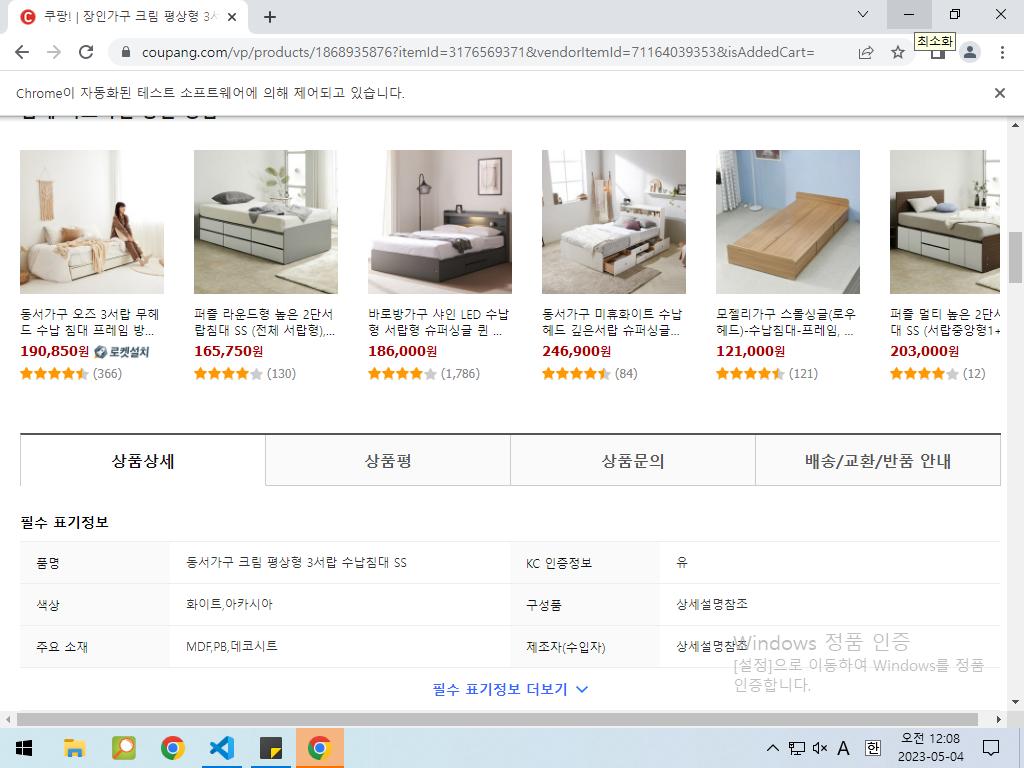 쿠팡! | 장인가구 크림 평상형 3서
최소화
coupang.com/vp/products/1868935876?itemId=3176569371&vendorItemId=71164039353&isAddedCart=
Chrome이 자동화된 테스트 소프트웨어에 의해 제어되고 있습니다.
동서가구 오즈 3서랍 무헤드 수납 침대 프레임 방...
190,850원 로켓설치
(366)
퍼즐 라운드형 높은 2단서랍침대 SS (전체 서랍형),...
165,750원
(130)
바로방가구 샤인 LED 수납형 서랍형 슈퍼싱글 퀸 ...
186,000원
(1,786)
동서가구 미휴화이트 수납헤드 깊은서랍 슈퍼싱글...
246,900원
(84)
모젤리가구 스몰싱글(로우헤드)-수납침대-프레임, ...
121,000원
(121)
퍼즐 멀티 높은 2단수
대 SS (서랍중앙형1+
203,000원
(12)
상품상세
상품평
상품문의
배송/교환/반품 안내
필수 표기정보
품명 동서가구 크림 평상형 3서랍 수납침대 SS KC 인증정보 유
색상 화이트,아카시아 구성품 상세설명참조
주요 소재 MDF,PB,데코시트 제조자(수입자) 상세설명참조
필수 표기정보 더보기
Windows 정품 인증
[설정]으로 이동하여 Windows를 정품
인증합니다.
A 한
오전 12:08
2023-05-04